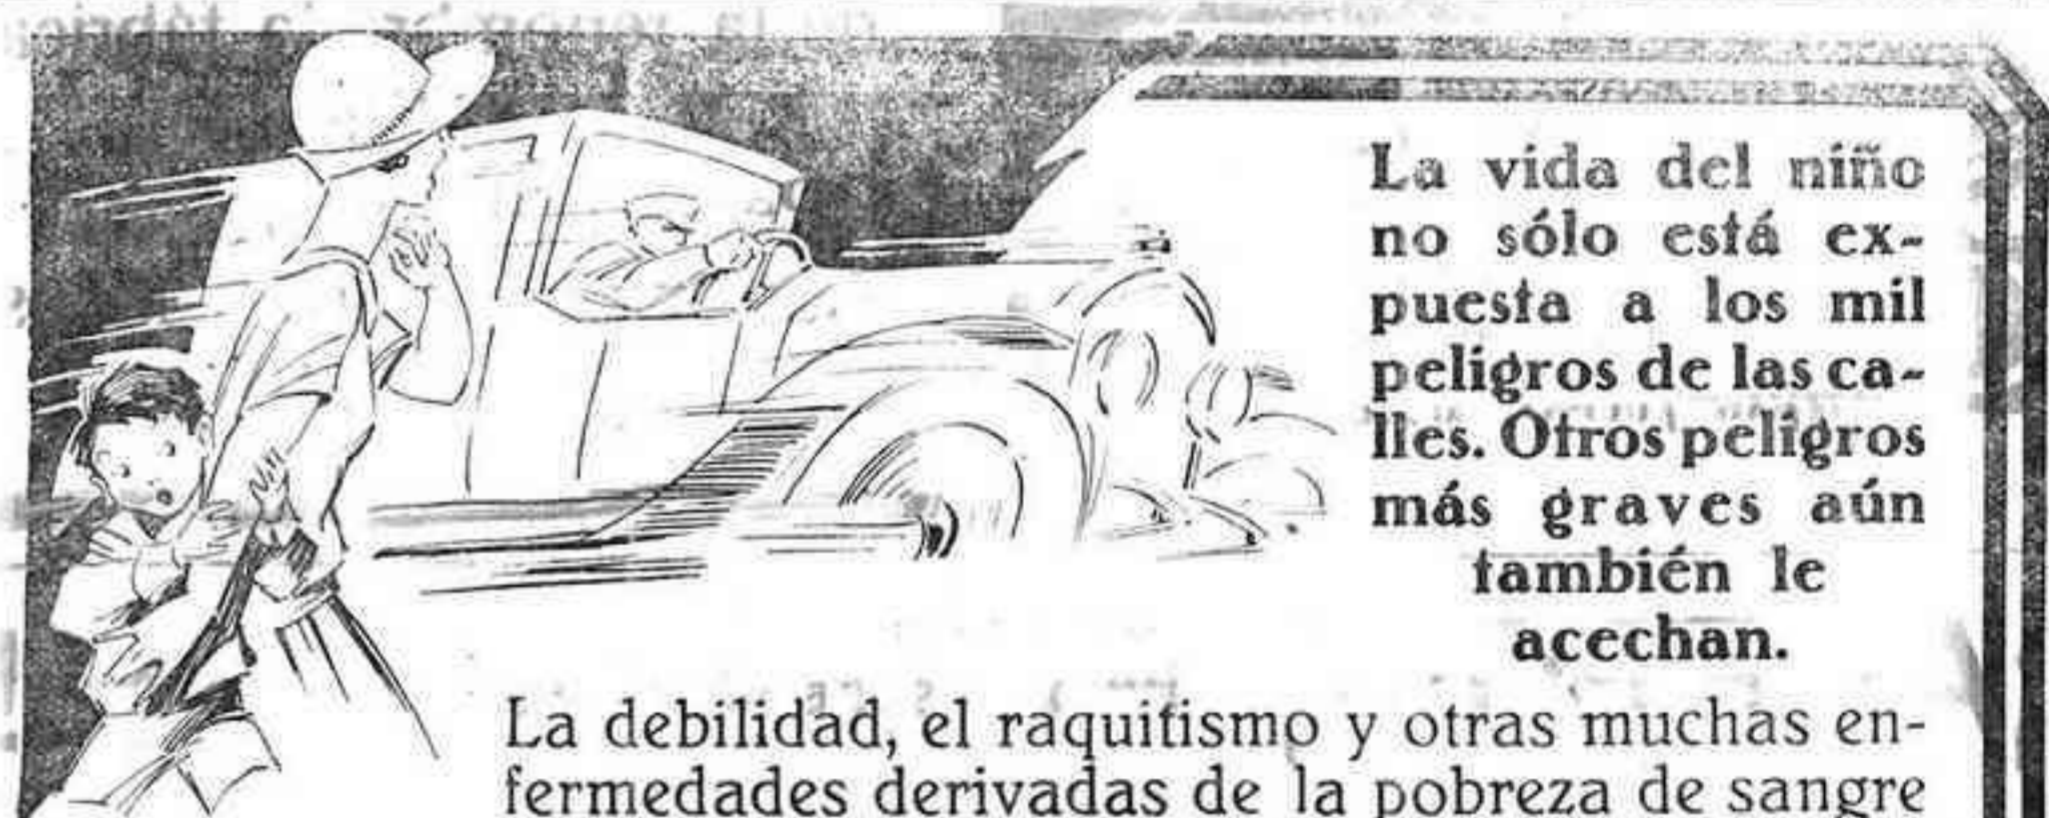 La vida del niño
no sólo está ex-
puesta a los mil
peligros de las ca-
lles. Otros peligros
más graves aún
también le
acechan.
La debilidad, el raquitismo y otras muchas en-
fermedades derivadas de la pobreza de sangre